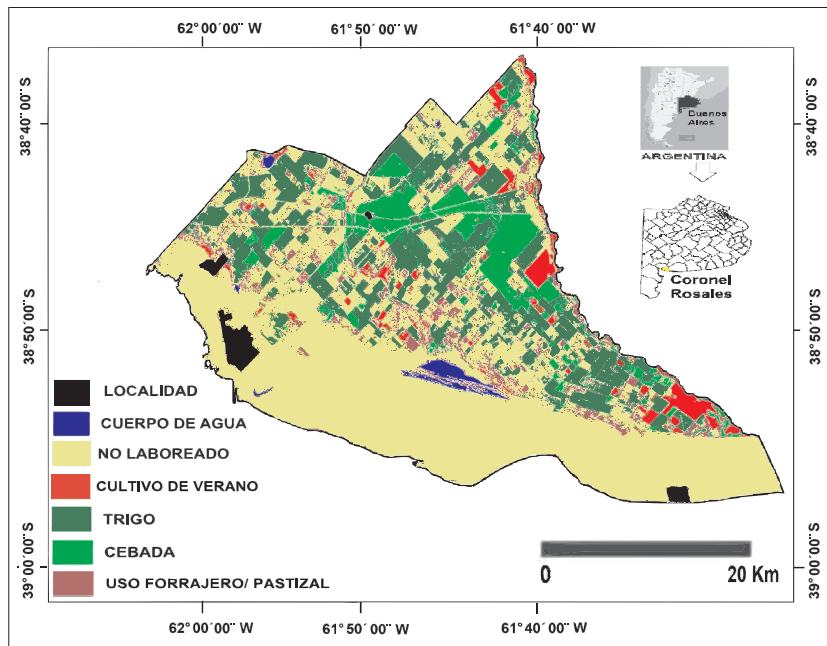 62°00´00¨ W
61°50´00¨ W
61°40´00¨ W
38°40´00¨ S
38°40´00¨ S
Buenos
Aires
ARGENTINA
Coronel
Rosales
38°50´00¨ S
38°50´00¨ S
LOCALIDAD
CUERPO DE AGUA
NO LABOREADO
CULTIVO DE VERANO
TRIGO
CEBADA
USO FORRAJERO/ PASTIZAL
0
20 Km
39°00´00¨ S
39°00´00¨ S
62°00´00¨ W
61°50´00¨ W
61°40´00¨ W